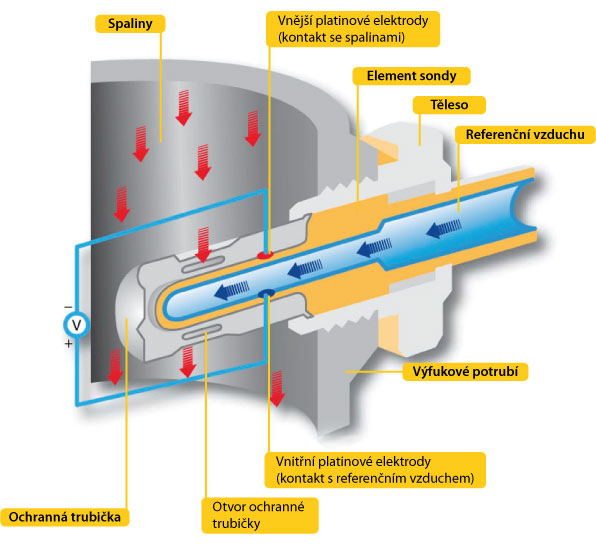 Spaliny
Vnější platinové elektrody
(kontakt se spalinami)
Element sondy
Těleso
Referenční vzduchu
−
V
+
Výfukové potrubí
Vnitřní platinové elektrody
(kontakt s referenčním vzduchem)
Ochranná trubička
Otvor ochranné
trubičky